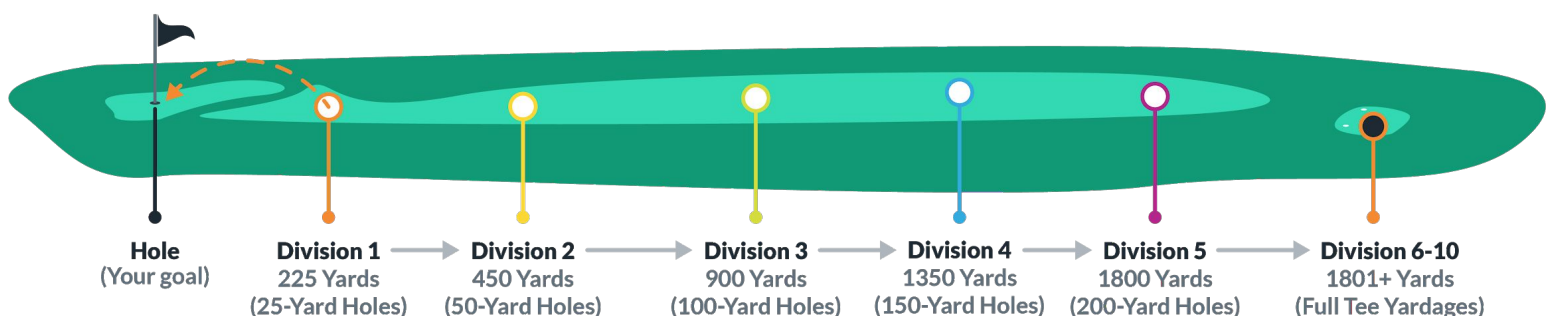 Hole
(Your goal)
Division 1
225 Yards
(25-Yard Holes)
Division 2
450 Yards
(50-Yard Holes)
Division 3
900 Yards
(100-Yard Holes)
Division 4
1350 Yards
(150-Yard Holes)
Division 5
1800 Yards
(200-Yard Holes)
Division 6-10
1801+ Yards
(Full Tee Yardages)